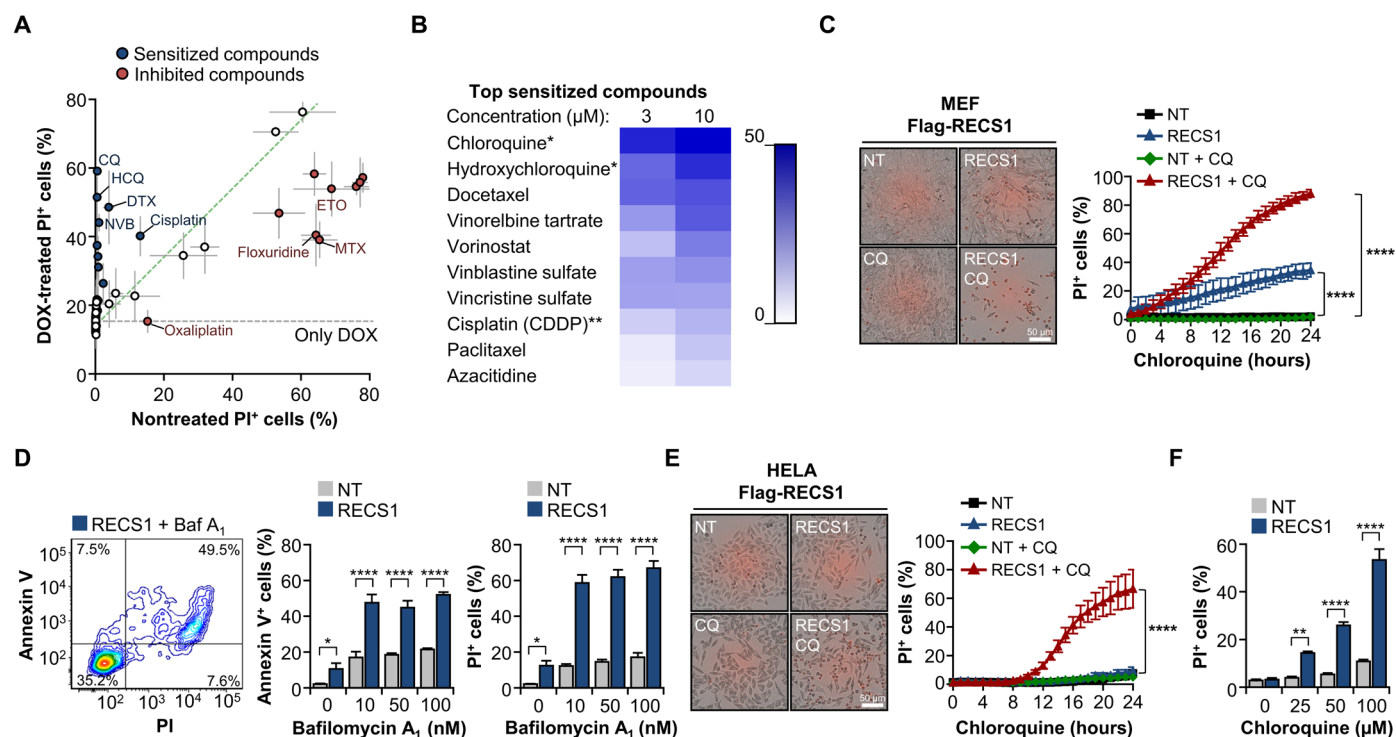 A
Sensitized compounds
Inhibited compounds
DOX-treated PI⁺ cells (%)
80
60
40
20
0
CQ
HCQ
DTX
NVB
Cisplatin
ETO
Floxuridine
MTX
Oxaliplatin
Only DOX
0 20 40 60 80
Nontreated PI⁺ cells (%)
B
Top sensitized compounds
Concentration (μM): 3 10
Chloroquine*
Hydroxychloroquine*
Docetaxel
Vinorelbine tartrate
Vorinostat
Vinblastine sulfate
Vincristine sulfate
Cisplatin (CDDP)**
Paclitaxel
Azacitidine
50
0
C
MEF
Flag-RECS1
NT
RECS1
CQ
RECS1
CQ
50 μm
NT
RECS1
NT + CQ
RECS1 + CQ
PI⁺ cells (%)
100
80
60
40
20
0
0 4 8 12 16 20 24
Chloroquine (hours)
****
****
D
RECS1 + Baf A₁
7.5%
49.5%
35.2%
7.6%
Annexin V
10⁵
10⁴
10³
10²
10² 10³ 10⁴ 10⁵
PI
NT
RECS1
Annexin V⁺ cells (%)
80
60
40
20
0
* **** **** ****
0 10 50 100
Bafilomycin A₁ (nM)
NT
RECS1
PI⁺ cells (%)
80
60
40
20
0
* **** **** ****
0 10 50 100
Bafilomycin A₁ (nM)
E
HELA
Flag-RECS1
NT
RECS1
CQ
RECS1
CQ
50 μm
NT
RECS1
NT + CQ
RECS1 + CQ
PI⁺ cells (%)
100
80
60
40
20
0
0 4 8 12 16 20 24
Chloroquine (hours)
****
F
NT
RECS1
PI⁺ cells (%)
60
40
20
0
** **** ****
0 25 50 100
Chloroquine (μM)